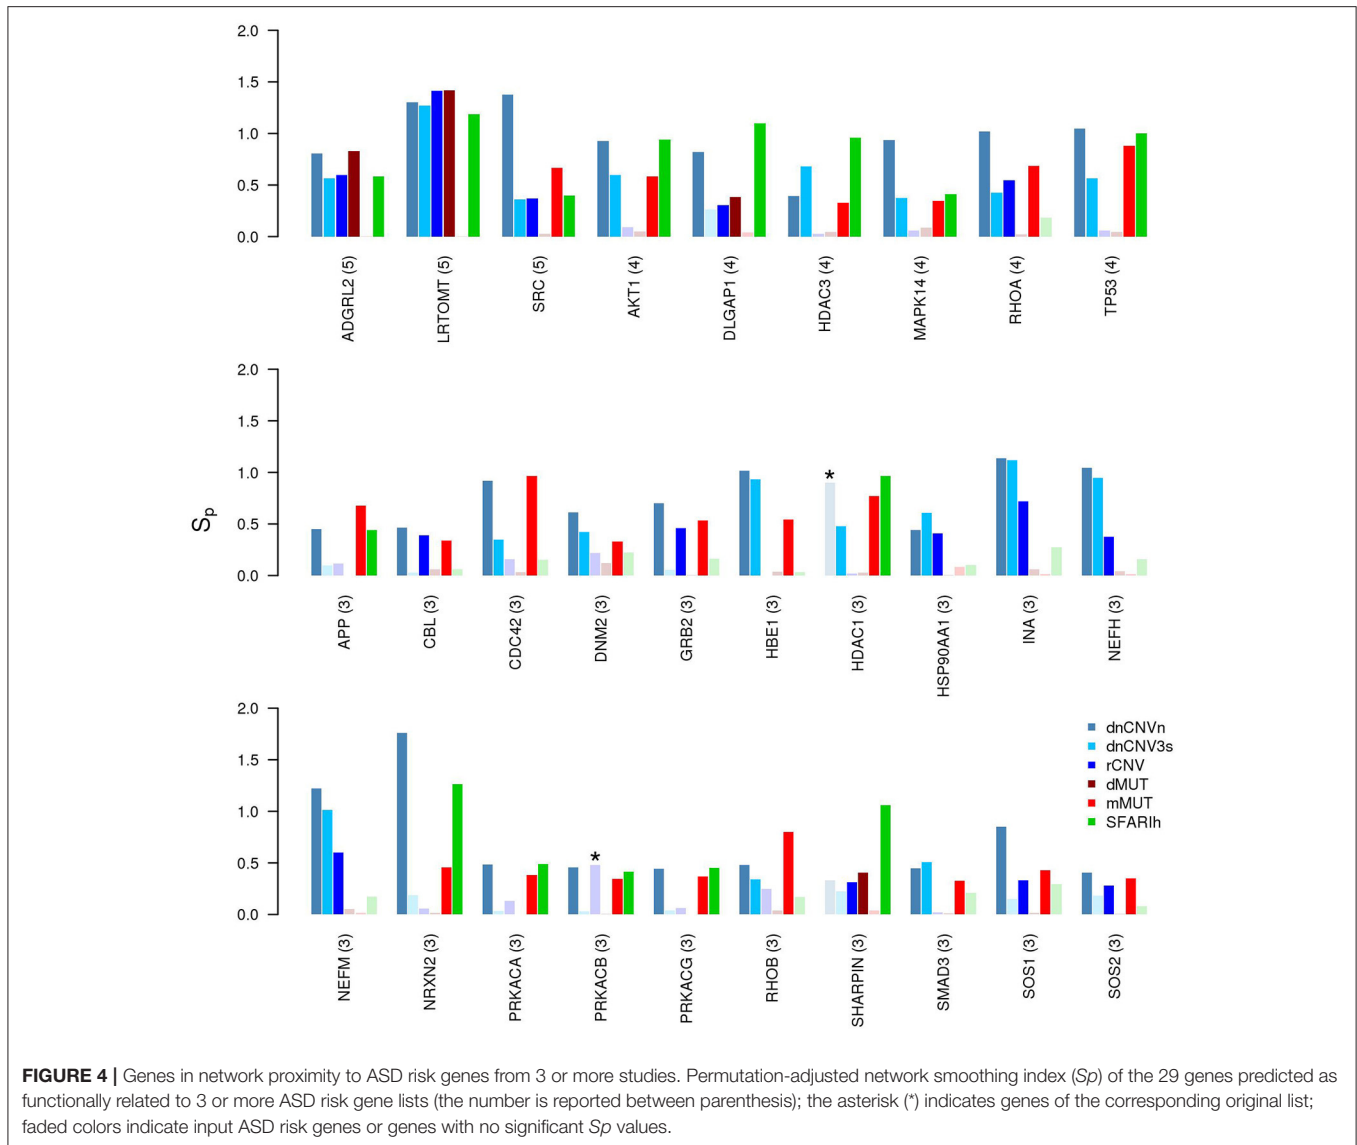 2.0
1.5
1.0
0.5
0.0
ADGRL2 (5)
LRTOMT (5)
SRC (5)
AKT1 (4)
DLGAP1 (4)
HDAC3 (4)
MAPK14 (4)
RHOA (4)
TP53 (4)
Sp
2.0
1.5
1.0
0.5
0.0
*
APP (3)
CBL (3)
CDC42 (3)
DNM2 (3)
GRB2 (3)
HBE1 (3)
HDAC1 (3)
HSP90AA1 (3)
INA (3)
NEFH (3)
2.0
1.5
1.0
0.5
0.0
*
dnCNVn
dnCNV3s
rCNV
dMUT
mMUT
SFARIh
NEFM (3)
NRXN2 (3)
PRKACA (3)
PRKACB (3)
PRKACG (3)
RHOB (3)
SHARPIN (3)
SMAD3 (3)
SOS1 (3)
SOS2 (3)
FIGURE 4 | Genes in network proximity to ASD risk genes from 3 or more studies. Permutation-adjusted network smoothing index (Sp) of the 29 genes predicted as
functionally related to 3 or more ASD risk gene lists (the number is reported between parenthesis); the asterisk (*) indicates genes of the corresponding original list;
faded colors indicate input ASD risk genes or genes with no significant Sp values.